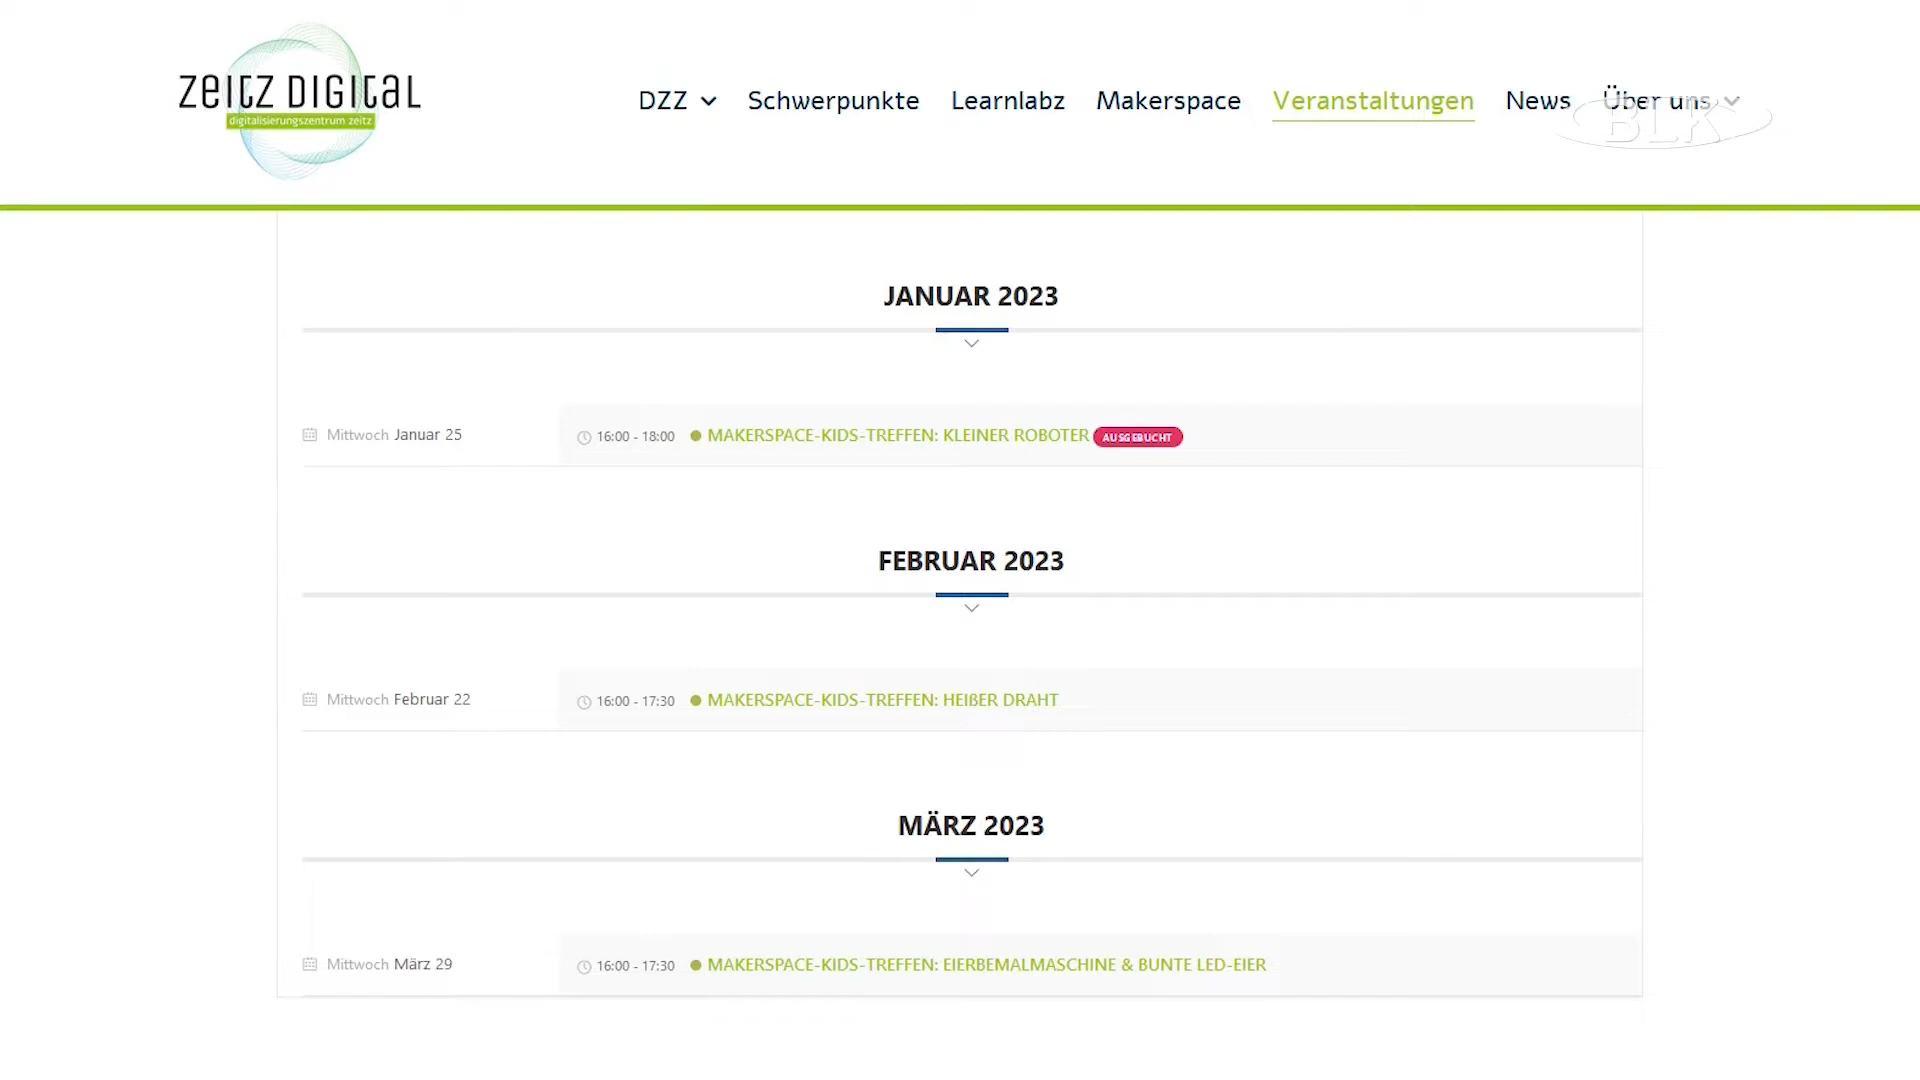 ZEITZ DIGITAL
digitalisierungszentrum zeitz
DZZ Schwerpunkte Learnlabz Makerspace Veranstaltungen News Über uns
BLK
JANUAR 2023
Mittwoch Januar 25 16:00 - 18:00 MAKERSPACE-KIDS-TREFFEN: KLEINER ROBOTER AUSGEBUCHT
FEBRUAR 2023
Mittwoch Februar 22 16:00 - 17:30 MAKERSPACE-KIDS-TREFFEN: HEIßER DRAHT
MÄRZ 2023
Mittwoch März 29 16:00 - 17:30 MAKERSPACE-KIDS-TREFFEN: EIERBEMALMASCHINE & BUNTE LED-EIER